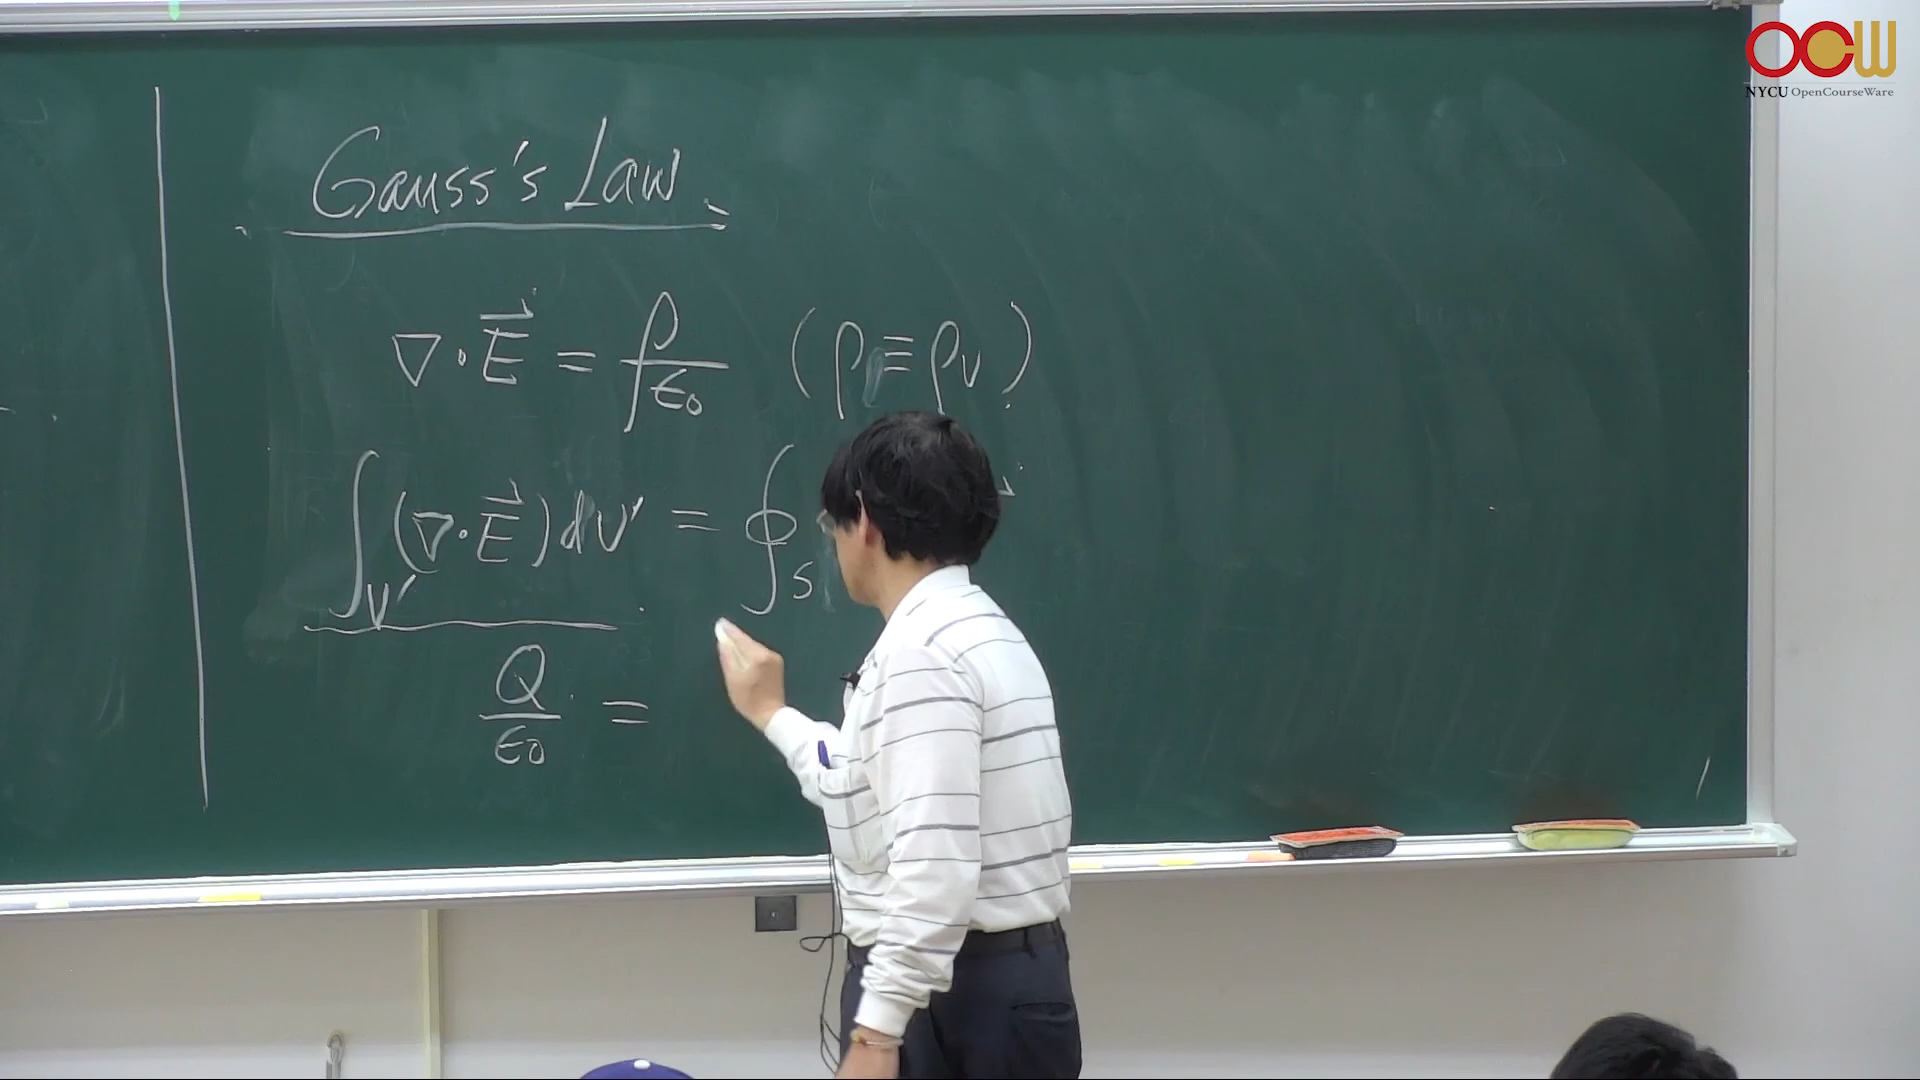 OCW
NYCU OpenCourseWare
Gauss's Law
∇·E⃗ = ρ/ε₀ (ρ ≡ ρv)
∫V' (∇·E⃗)dV' = ∮S
Q/ε₀ =